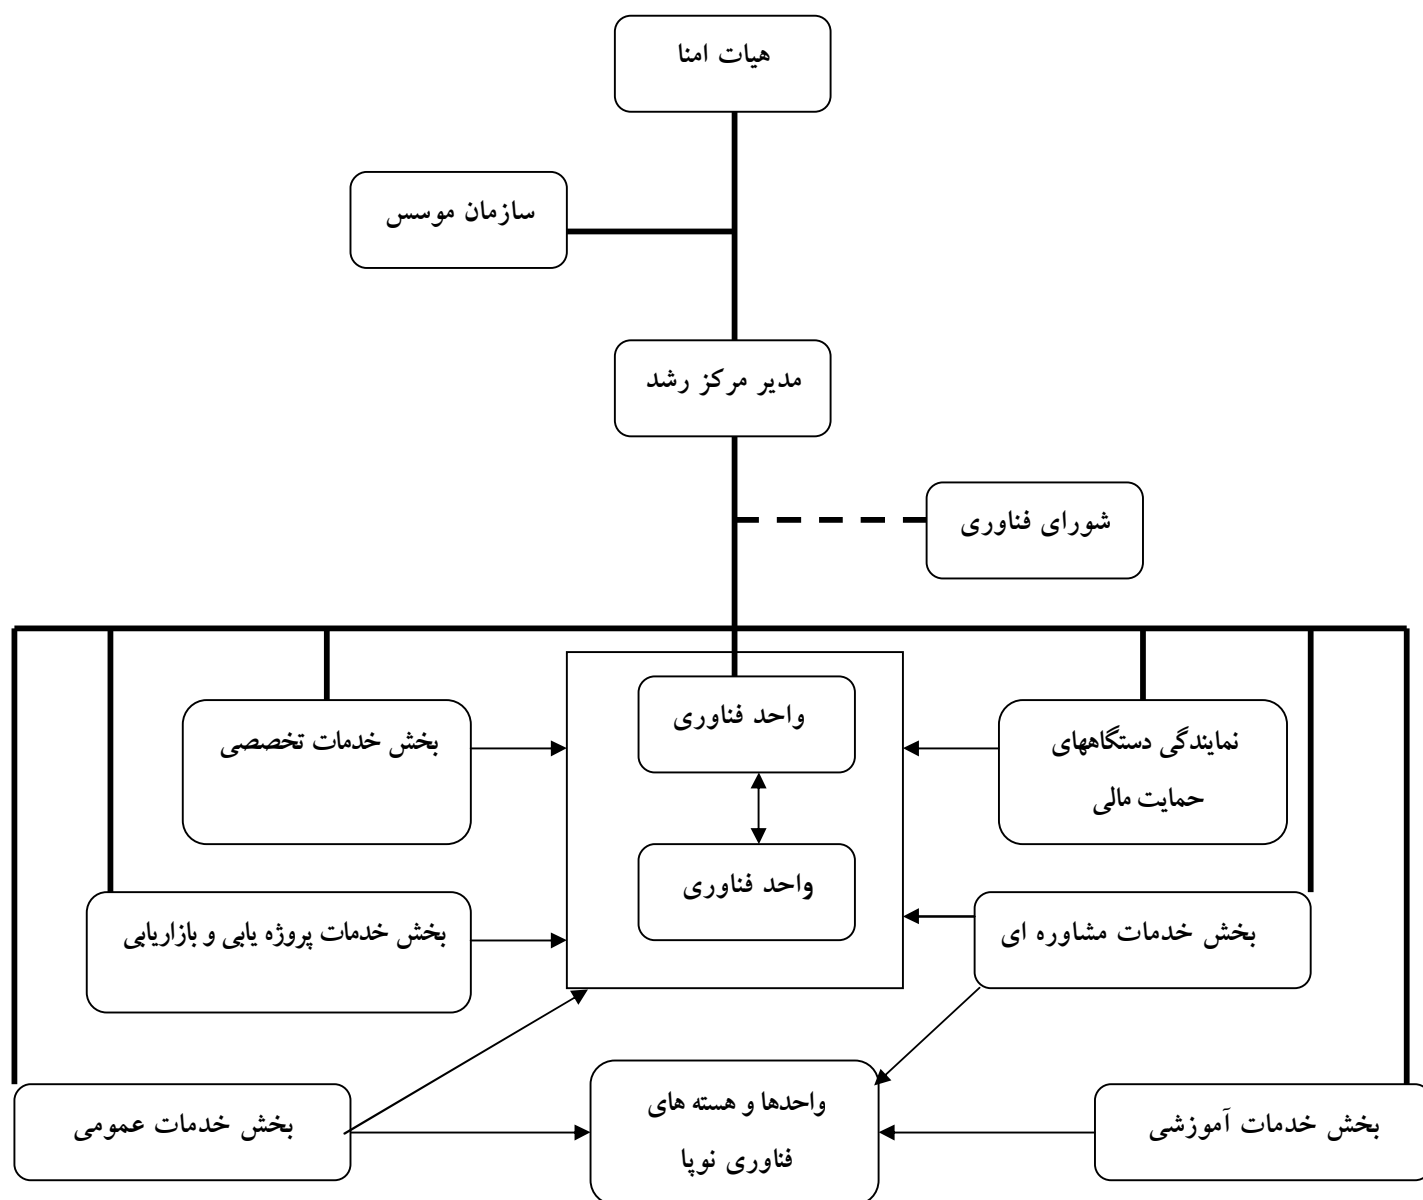 هیات امنا
سازمان موسس
مدیر مرکز رشد
شورای فناوری
واحد فناوری
نمایندگی دستگاههای
حمایت مالی
بخش خدمات تخصصی
واحد فناوری
بخش خدمات مشاوره ای
بخش خدمات پروژه یابی و بازاریابی
بخش خدمات آموزشی
واحدها و هسته های
فناوری نوپا
بخش خدمات عمومی